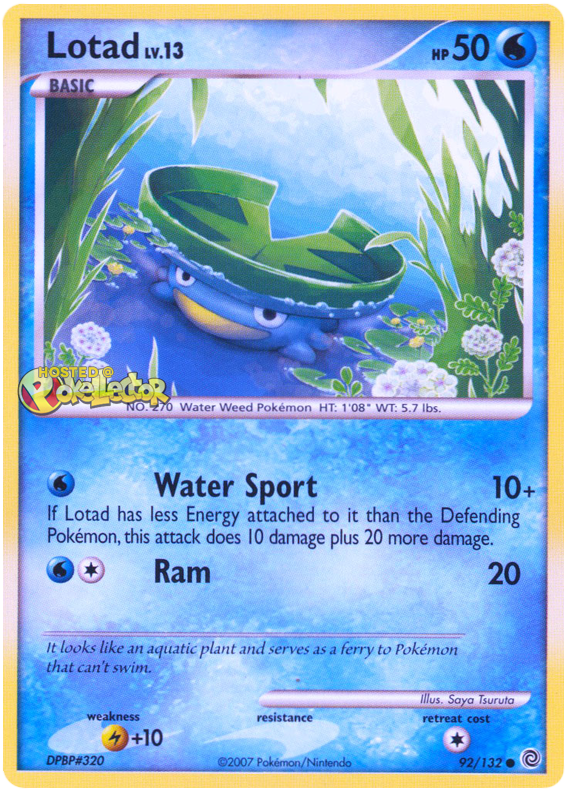 Lotad LV.13
HP 50
BASIC
HOSTED @
PokéLlector
NO. 270 Water Weed Pokémon HT: 1'08" WT: 5.7 lbs.
Water Sport 10+
If Lotad has less Energy attached to it than the Defending
Pokémon, this attack does 10 damage plus 20 more damage.
Ram 20
It looks like an aquatic plant and serves as a ferry to Pokémon
that can't swim.
Illus. Saya Tsuruta
weakness resistance retreat cost
+10
DPBP#320 ©2007 Pokémon/Nintendo 92/132